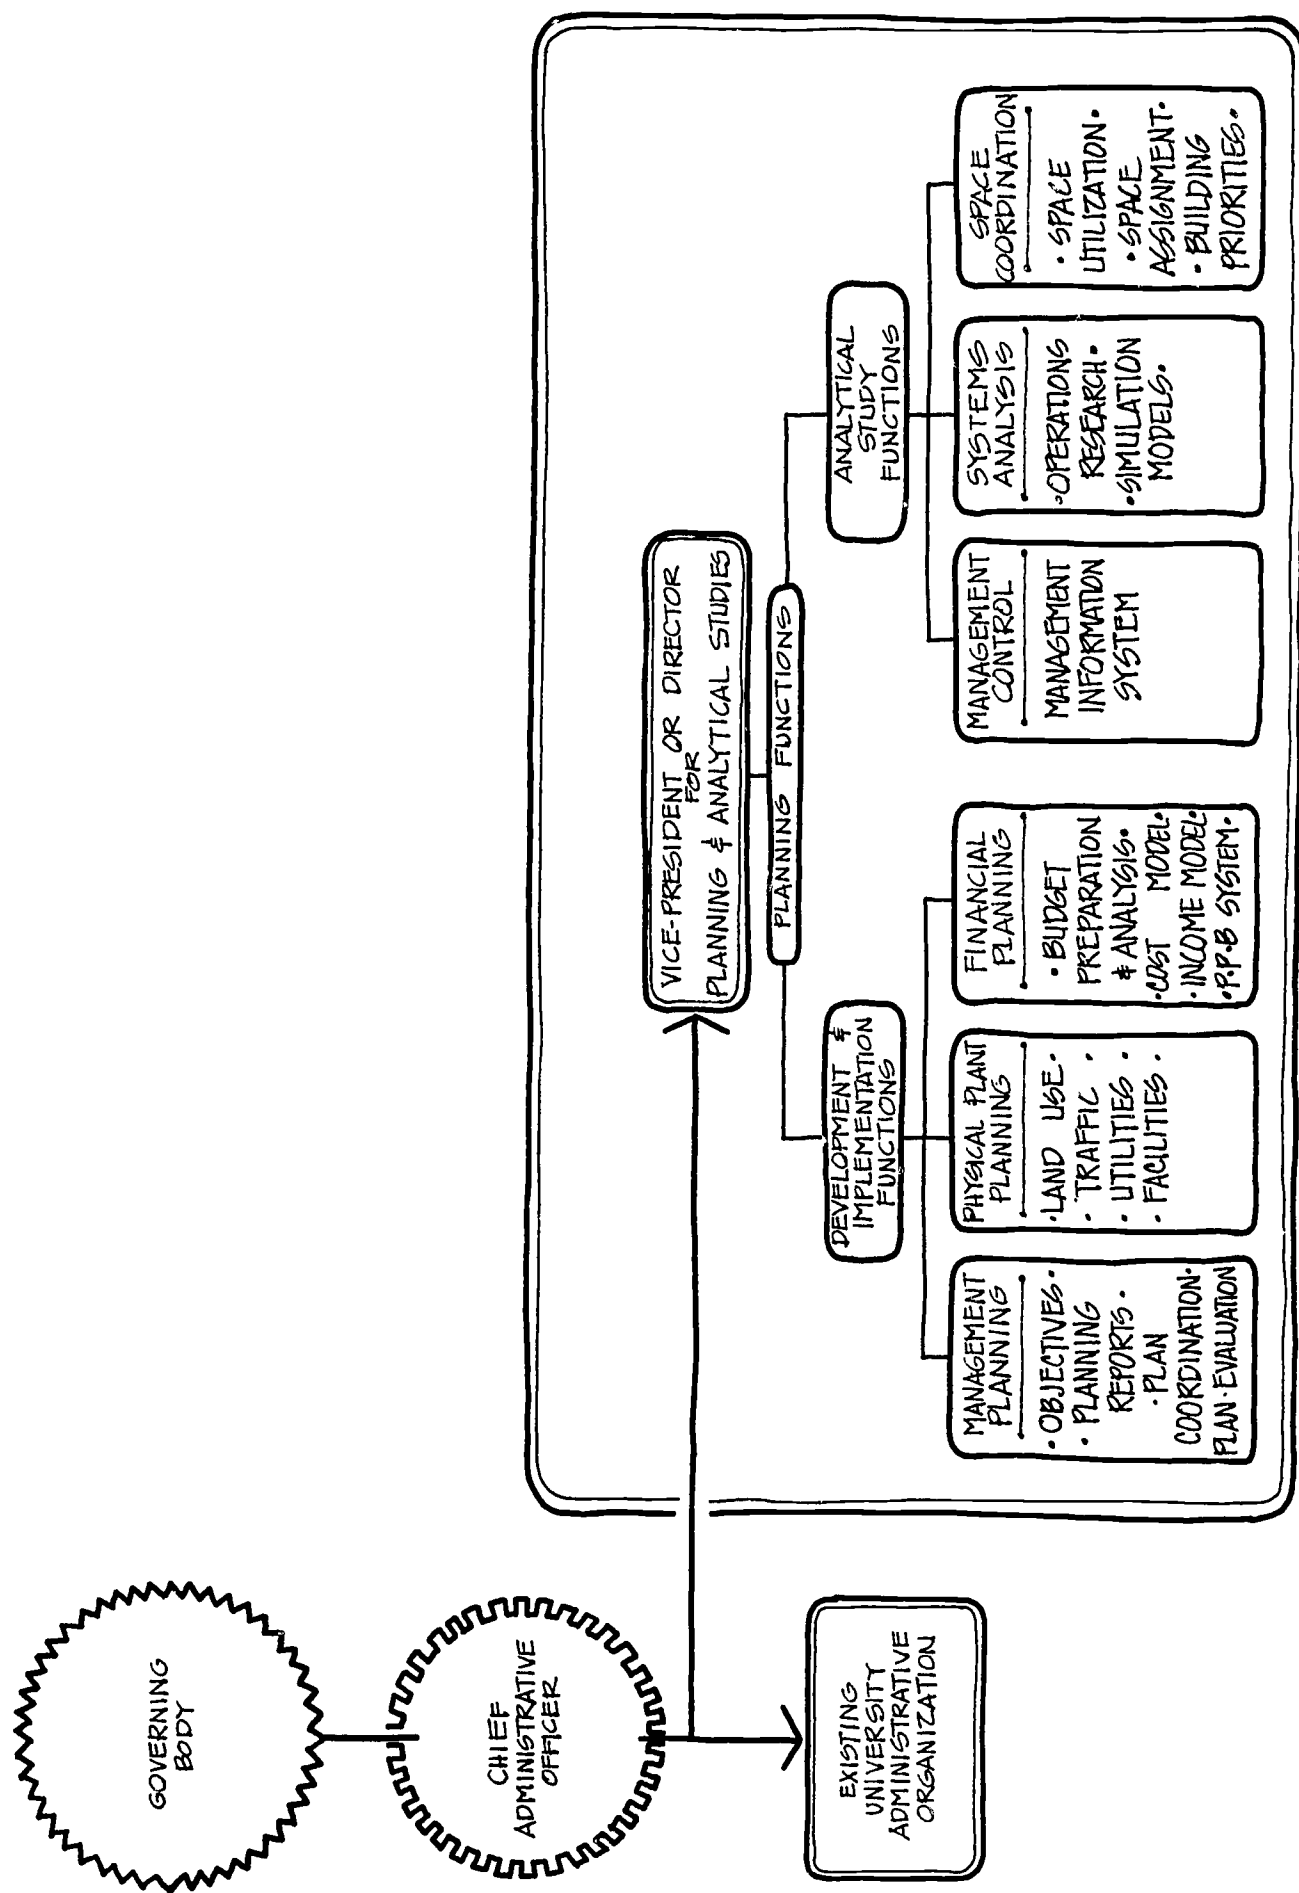 GOVERNING
BODY
CHIEF
ADMINISTRATIVE
OFFICER
EXISTING
UNIVERSITY
ADMINISTRATIVE
ORGANIZATION
VICE-PRESIDENT OR DIRECTOR
FOR
PLANNING & ANALYTICAL STUDIES
PLANNING FUNCTIONS
DEVELOPMENT &
IMPLEMENTATION
FUNCTIONS
MANAGEMENT
PLANNING
• OBJECTIVES •
• PLANNING
REPORTS •
• PLAN
COORDINATION •
PLAN • EVALUATION
PHYSICAL PLANT
PLANNING
• LAND USE •
• TRAFFIC •
• UTILITIES •
• FACILITIES •
FINANCIAL
PLANNING
• BUDGET
PREPARATION
& ANALYSIS •
• COST MODEL •
• INCOME MODEL •
• P.P.B SYSTEM •
ANALYTICAL
STUDY
FUNCTIONS
MANAGEMENT
CONTROL
MANAGEMENT
INFORMATION
SYSTEM
SYSTEMS
ANALYSIS
• OPERATIONS
RESEARCH •
• SIMULATION
MODELS •
SPACE
COORDINATION
• SPACE
UTILIZATION •
• SPACE
ASSIGNMENT •
• BUILDING
PRIORITIES •